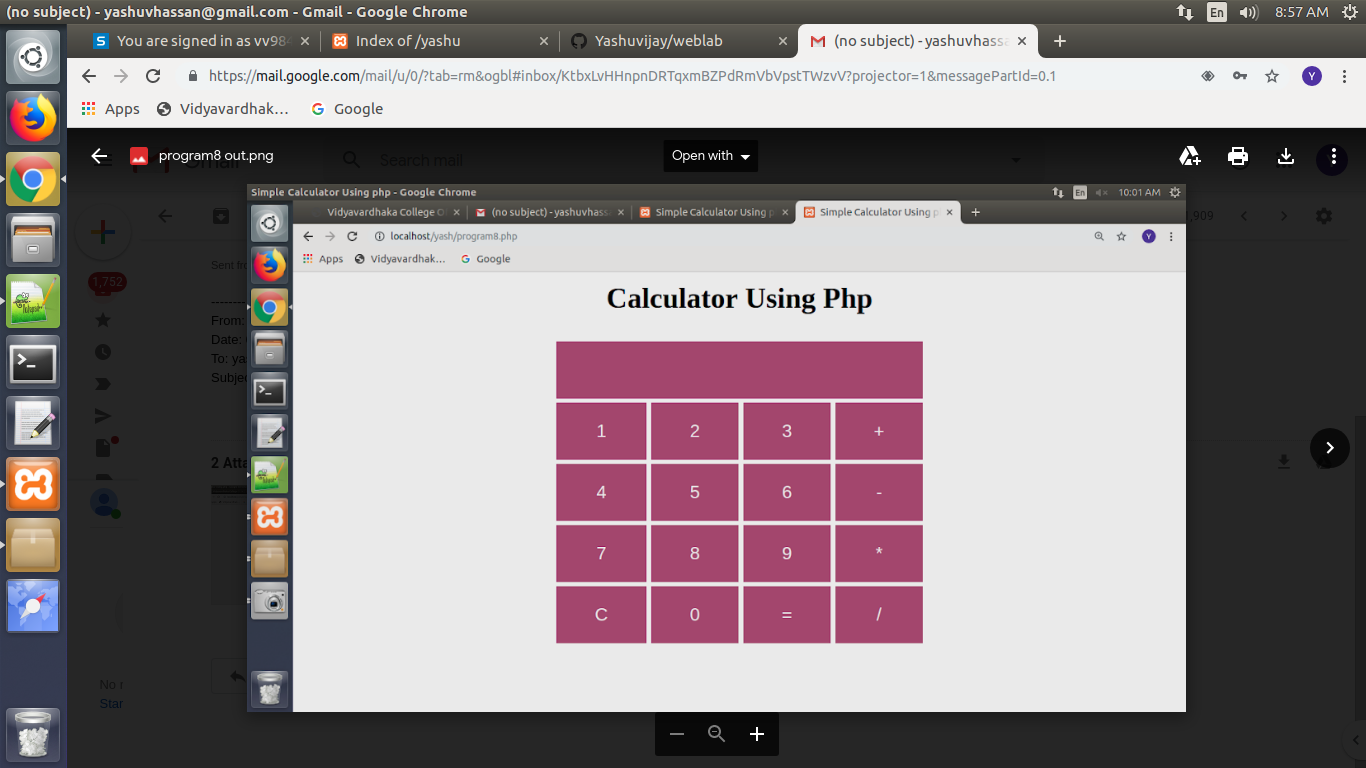 (no subject) - yashuvhassan@gmail.com - Gmail - Google Chrome
En
8:57 AM
You are signed in as vv984
Index of /yashu
Yashuvijay/weblab
(no subject) - yashuvhass
https://mail.google.com/mail/u/0/?tab=rm&ogbl#inbox/KtbxLvHHnpnDRTqxmBZPdRmVbVpstTWzvV?projector=1&messagePartId=0.1
Y
Apps
Vidyavardhak…
Google
program8 out.png
Search mail
Open with
Simple Calculator Using php - Google Chrome
En
10:01 AM
Vidyavardhaka College O
(no subject) - yashuvhass
Simple Calculator Using p
Simple Calculator Using p
localhost/yash/program8.php
Y
Apps
Vidyavardhak…
Google
,909
1,752
Sent fro
From:
Date:
To: ya
Subje
2 Atta
Star
Calculator Using Php
1 2 3 +
4 5 6 -
7 8 9 *
C 0 = /